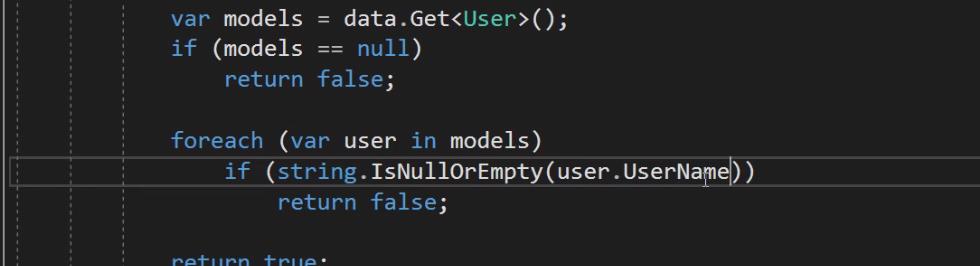 var models = data.Get<User>();
if (models == null)
return false;
foreach (var user in models)
if (string.IsNullOrEmpty(user.UserName))
return false;
return true;